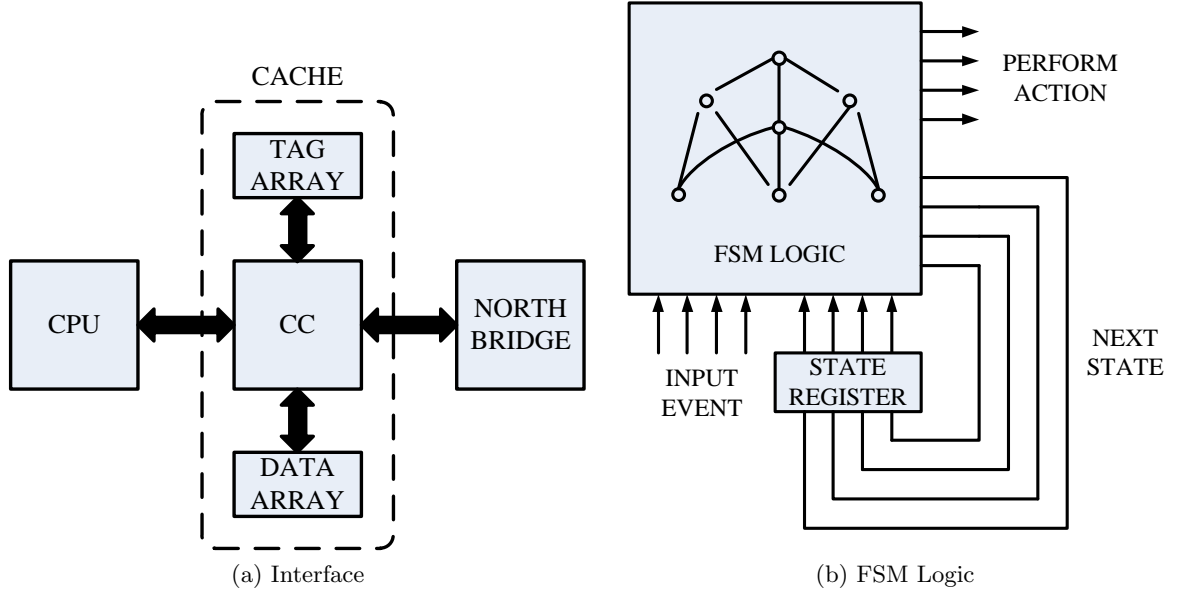 CACHE
TAG
ARRAY
CPU
CC
NORTH
BRIDGE
DATA
ARRAY
(a) Interface
PERFORM
ACTION
FSM LOGIC
INPUT
EVENT
STATE
REGISTER
NEXT
STATE
(b) FSM Logic